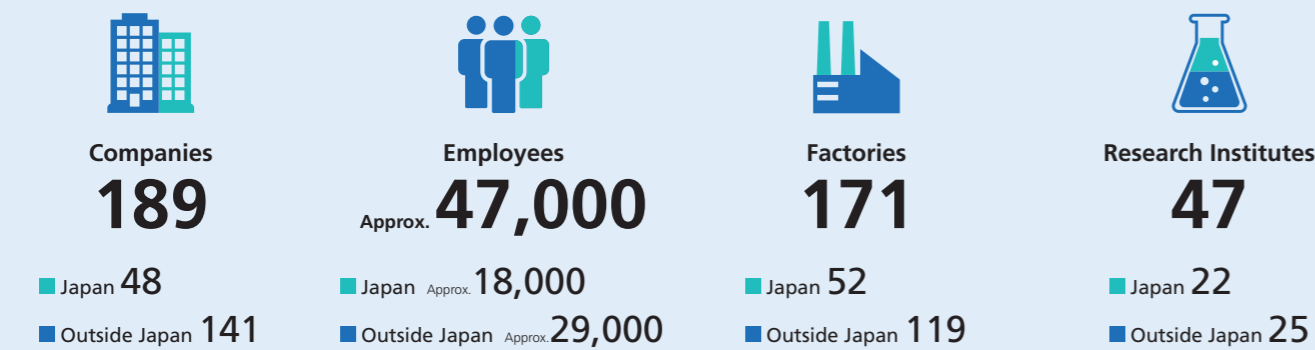 Companies
189
Japan 48
Outside Japan 141
Employees
Approx. 47,000
Japan Approx. 18,000
Outside Japan Approx. 29,000
Factories
171
Japan 52
Outside Japan 119
Research Institutes
47
Japan 22
Outside Japan 25